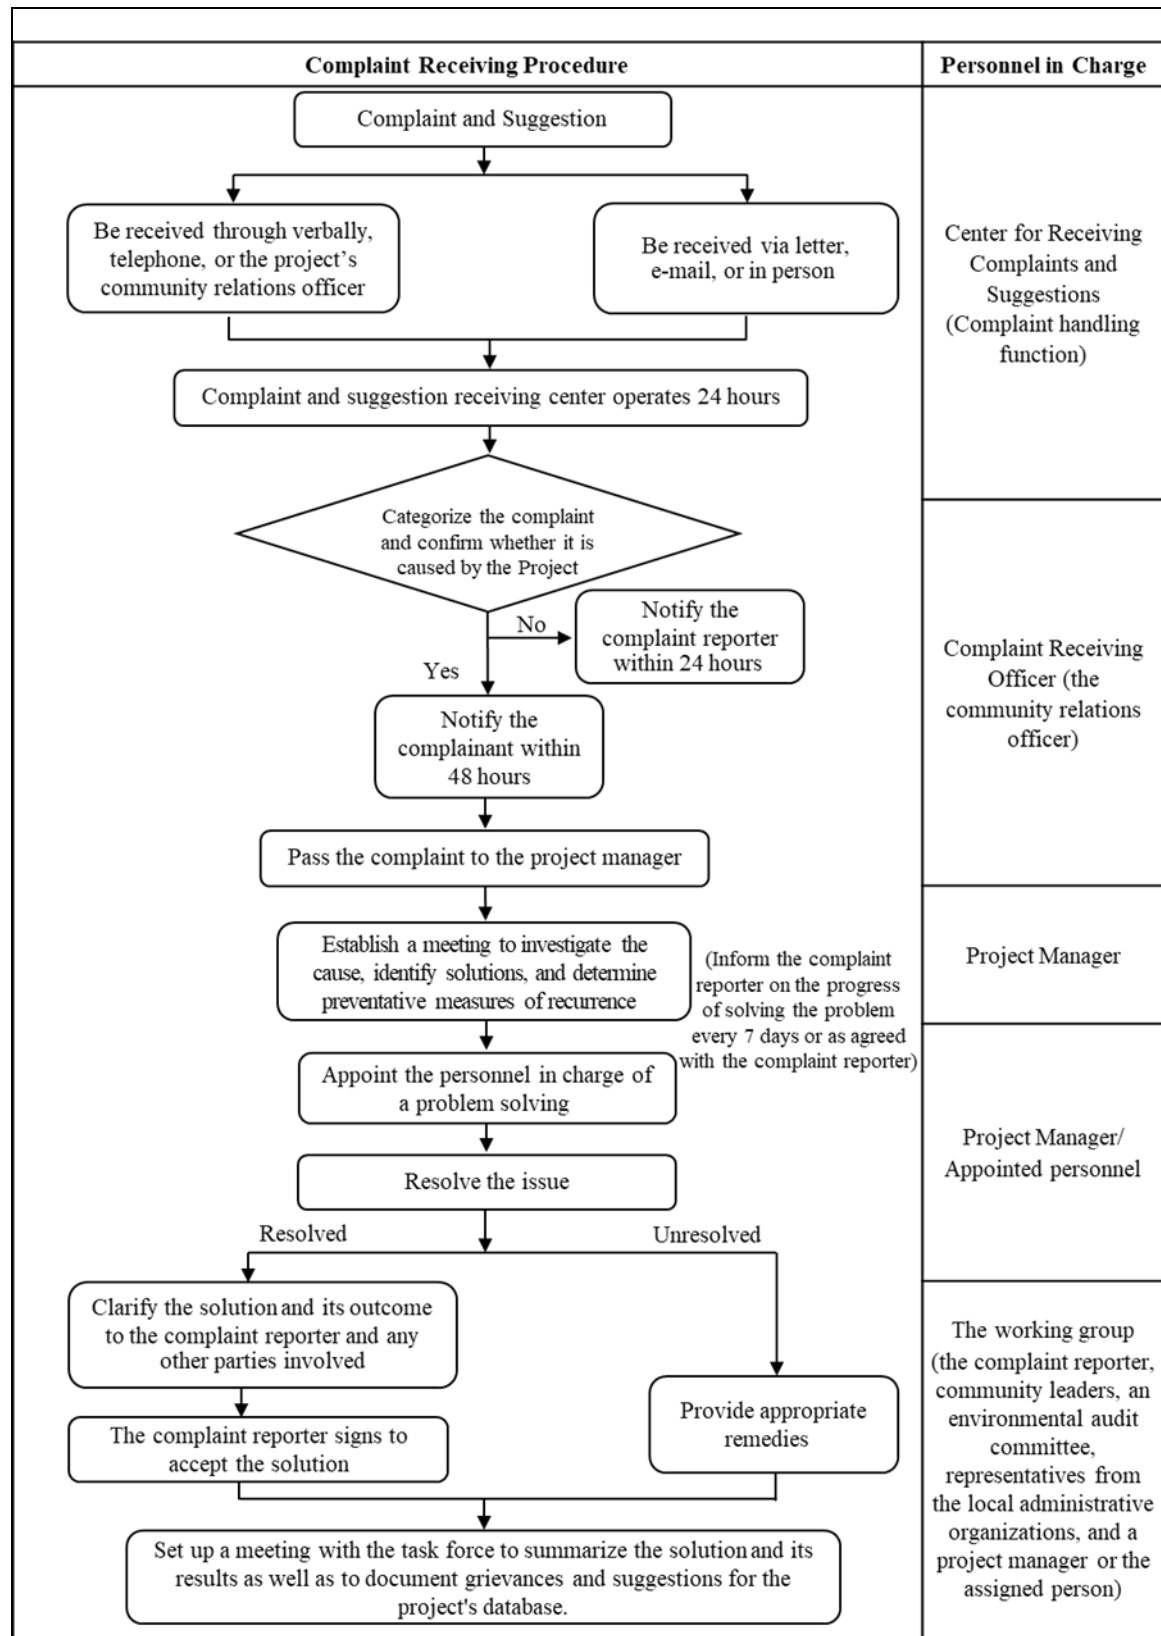 Complaint Receiving Procedure
Personnel in Charge
Complaint and Suggestion
Be received through verbally,
telephone, or the project's
community relations officer
Be received via letter,
e-mail, or in person
Complaint and suggestion receiving center operates 24 hours
Center for Receiving
Complaints and
Suggestions
(Complaint handling
function)
Categorize the complaint
and confirm whether it is
caused by the Project
No
Notify the
complaint reporter
within 24 hours
Yes
Notify the
complainant within
48 hours
Pass the complaint to the project manager
Complaint Receiving
Officer (the
community relations
officer)
Establish a meeting to investigate the
cause, identify solutions, and determine
preventative measures of recurrence
(Inform the complaint
reporter on the progress
of solving the problem
every 7 days or as agreed
with the complaint reporter)
Project Manager
Appoint the personnel in charge of
a problem solving
Resolve the issue
Project Manager/
Appointed personnel
Resolved
Unresolved
Clarify the solution and its outcome
to the complaint reporter and any
other parties involved
The complaint reporter signs to
accept the solution
Provide appropriate
remedies
Set up a meeting with the task force to summarize the solution and its
results as well as to document grievances and suggestions for the
project's database.
The working group
(the complaint reporter,
community leaders, an
environmental audit
committee,
representatives from
the local administrative
organizations, and a
project manager or the
assigned person)